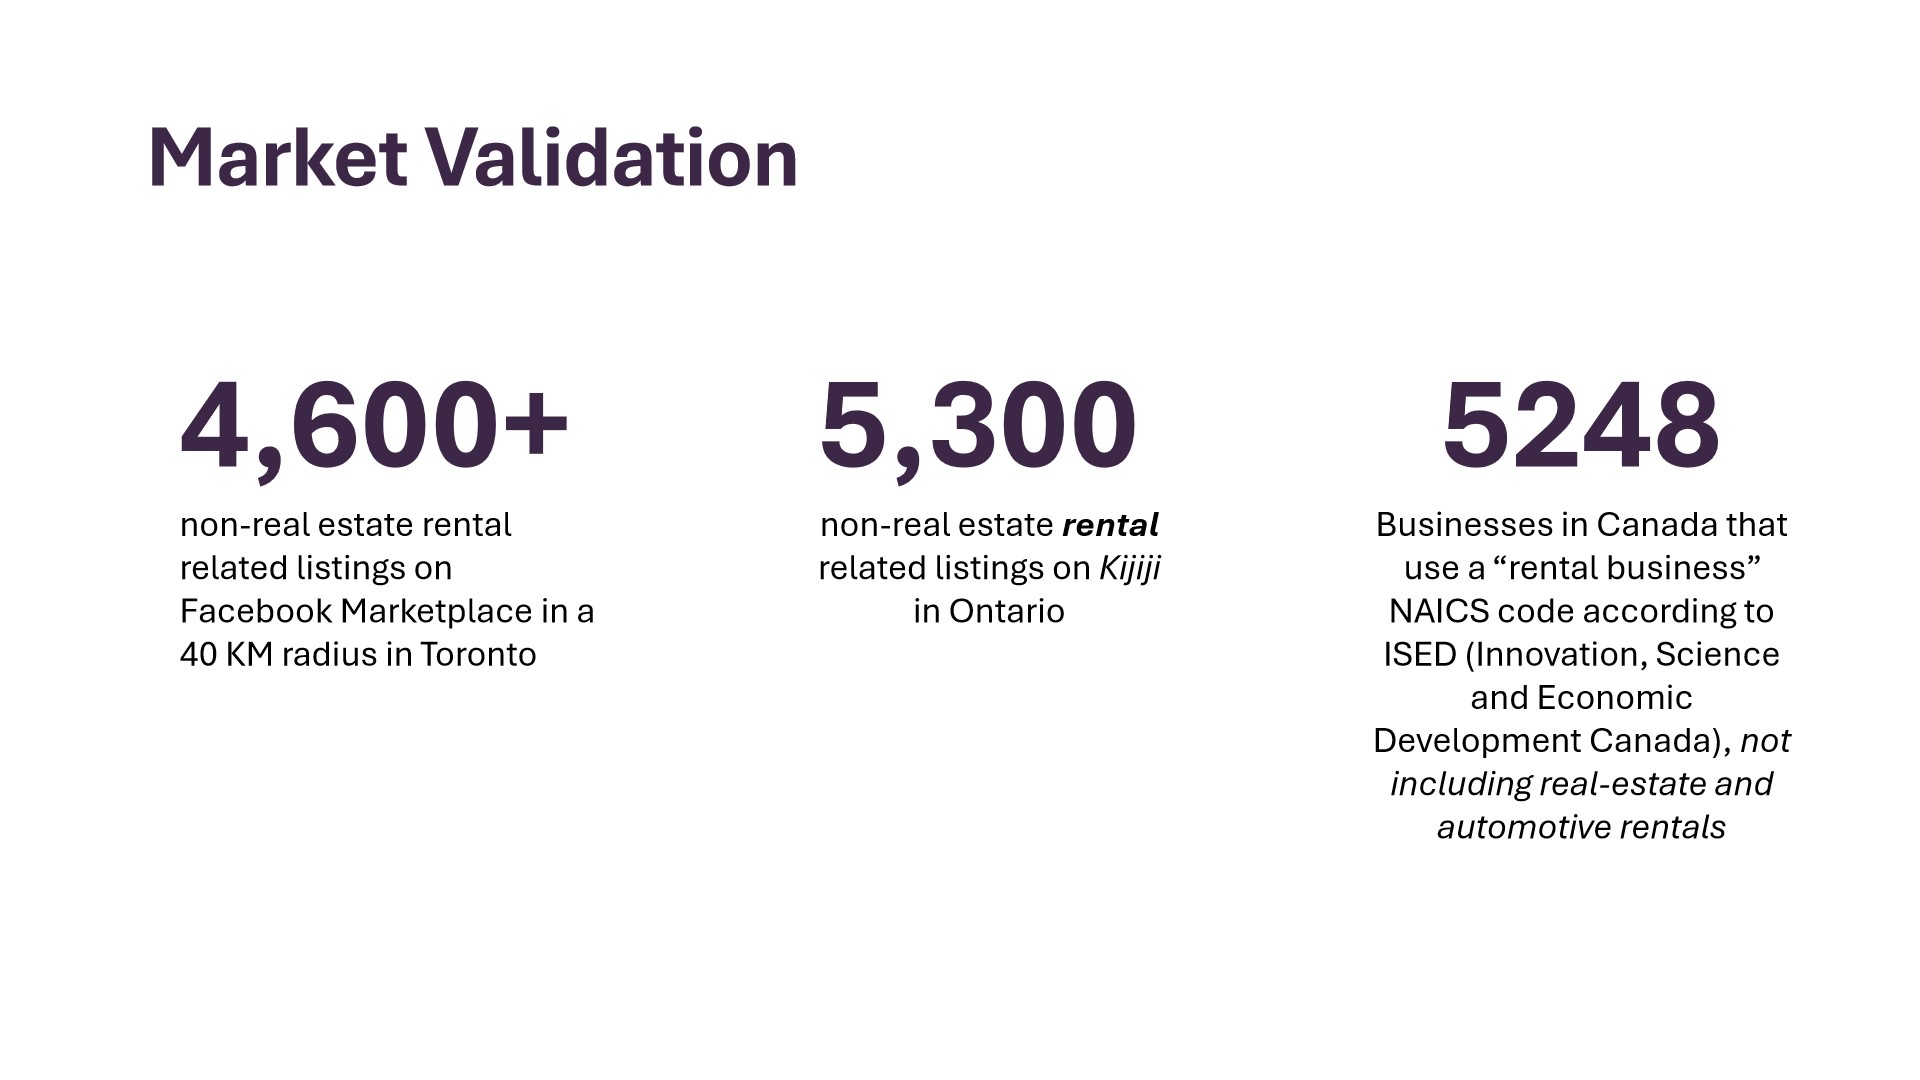 Market Validation
4,600+
non-real estate rental
related listings on
Facebook Marketplace in a
40 KM radius in Toronto
5,300
non-real estate rental
related listings on Kijiji
in Ontario
5248
Businesses in Canada that
use a “rental business”
NAICS code according to
ISED (Innovation, Science
and Economic
Development Canada), not
including real-estate and
automotive rentals